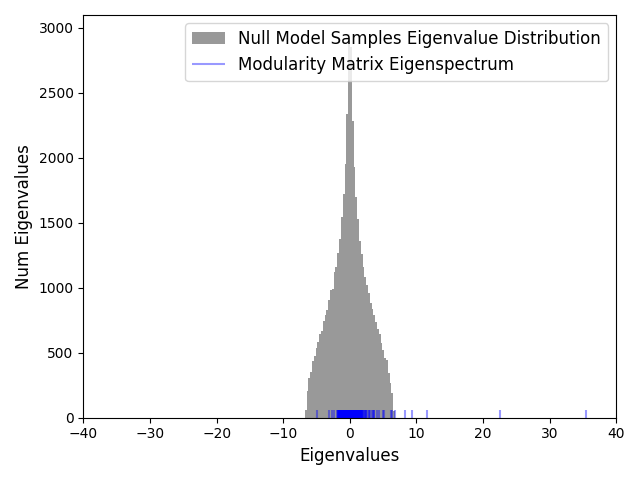 Null Model Samples Eigenvalue Distribution
Modularity Matrix Eigenspectrum
3000
2500
2000
1500
1000
500
0
Num Eigenvalues
−40 −30 −20 −10 0 10 20 30 40
Eigenvalues